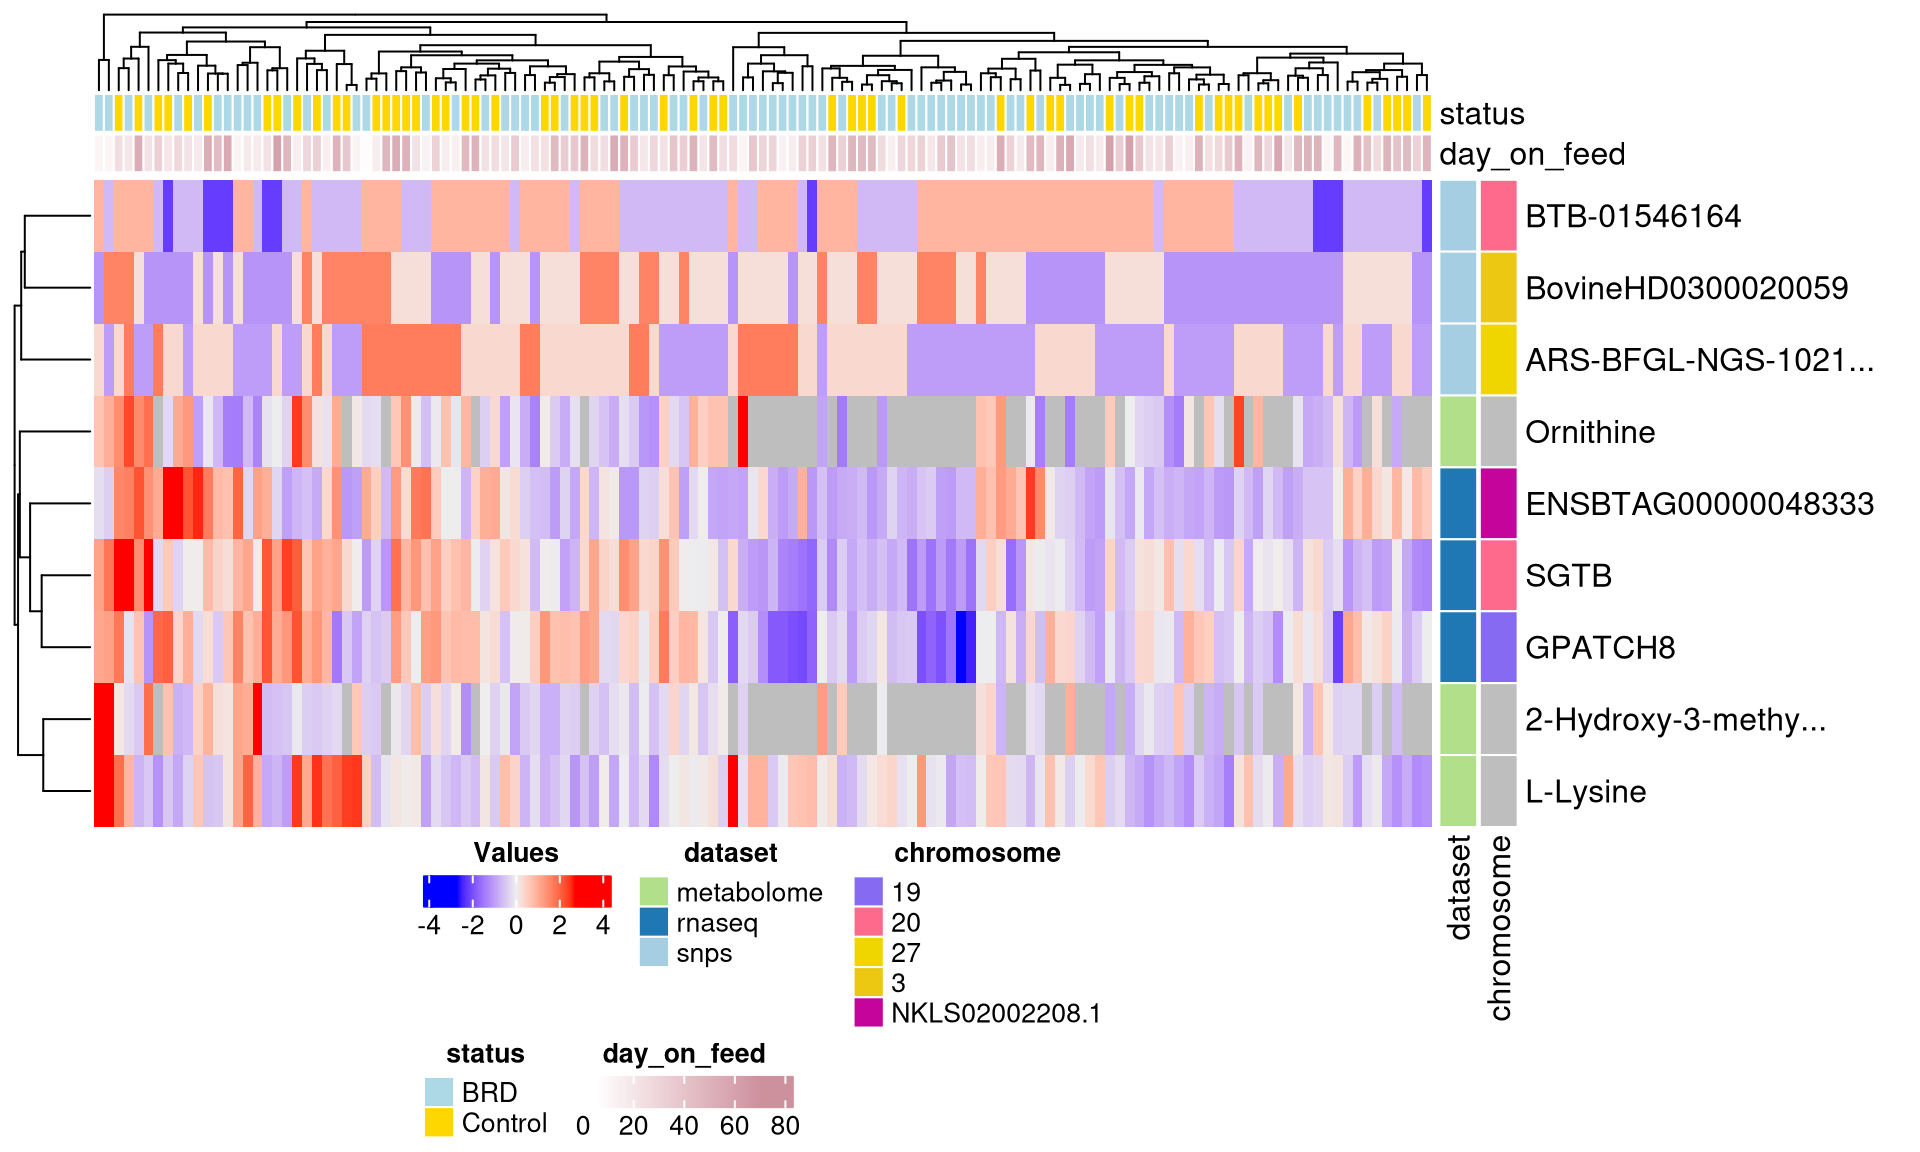 status
day_on_feed
BTB-01546164
BovineHD0300020059
ARS-BFGL-NGS-1021...
Ornithine
ENSBTAG00000048333
SGTB
GPATCH8
2-Hydroxy-3-methy...
L-Lysine
dataset
chromosome
Values
-4 -2 0 2 4
dataset
metabolome
rnaseq
snps
chromosome
19
20
27
3
NKLS02002208.1
status
BRD
Control
day_on_feed
0 20 40 60 80